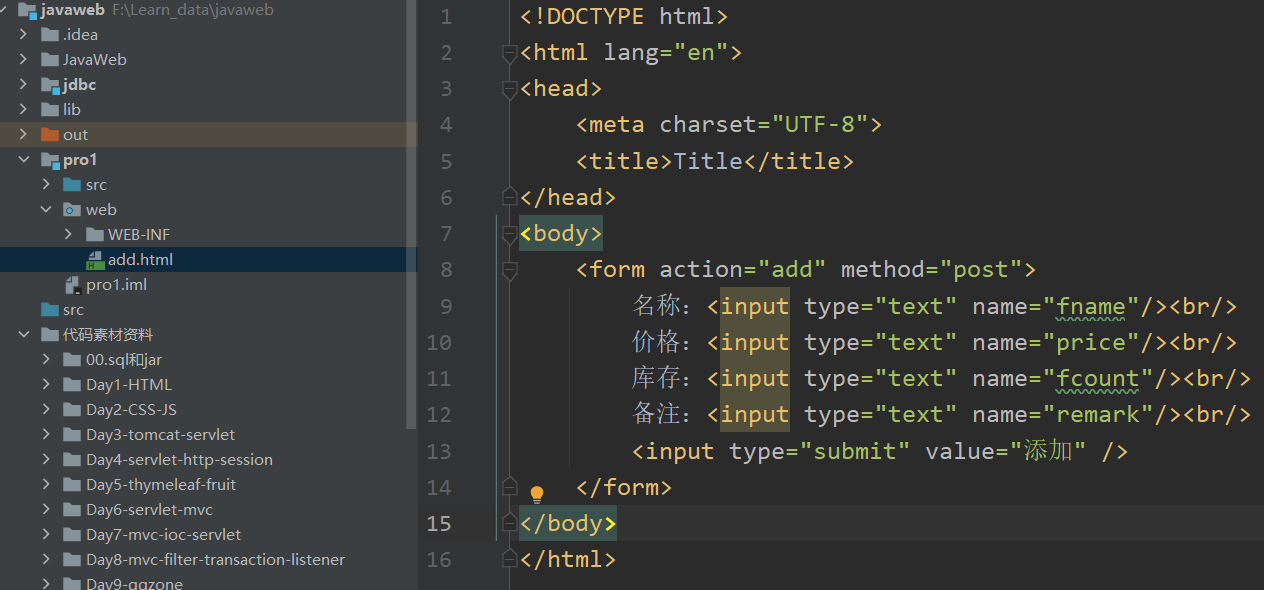 javaweb F:\Learn_data\javaweb
.idea
JavaWeb
jdbc
lib
out
pro1
src
web
WEB-INF
add.html
pro1.iml
src
代码素材资料
00.sql和jar
Day1-HTML
Day2-CSS-JS
Day3-tomcat-servlet
Day4-servlet-http-session
Day5-thymeleaf-fruit
Day6-servlet-mvc
Day7-mvc-ioc-servlet
Day8-mvc-filter-transaction-listener
Day9-qqzone
1 <!DOCTYPE html>
2 <html lang="en">
3 <head>
4 <meta charset="UTF-8">
5 <title>Title</title>
6 </head>
7 <body>
8 <form action="add" method="post">
9 名称：<input type="text" name="fname"/><br/>
10 价格：<input type="text" name="price"/><br/>
11 库存：<input type="text" name="fcount"/><br/>
12 备注：<input type="text" name="remark"/><br/>
13 <input type="submit" value="添加" />
14 </form>
15 </body>
16 </html>